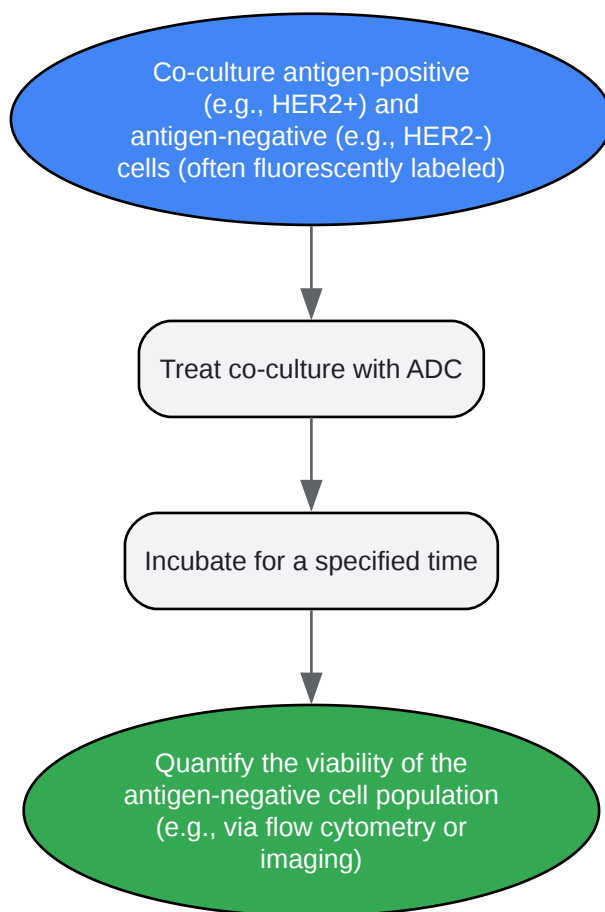 Co-culture antigen-positive
(e.g., HER2+) and
antigen-negative (e.g., HER2-)
cells (often fluorescently labeled)
Treat co-culture with ADC
Incubate for a specified time
Quantify the viability of the
antigen-negative cell population
(e.g., via flow cytometry or
imaging)